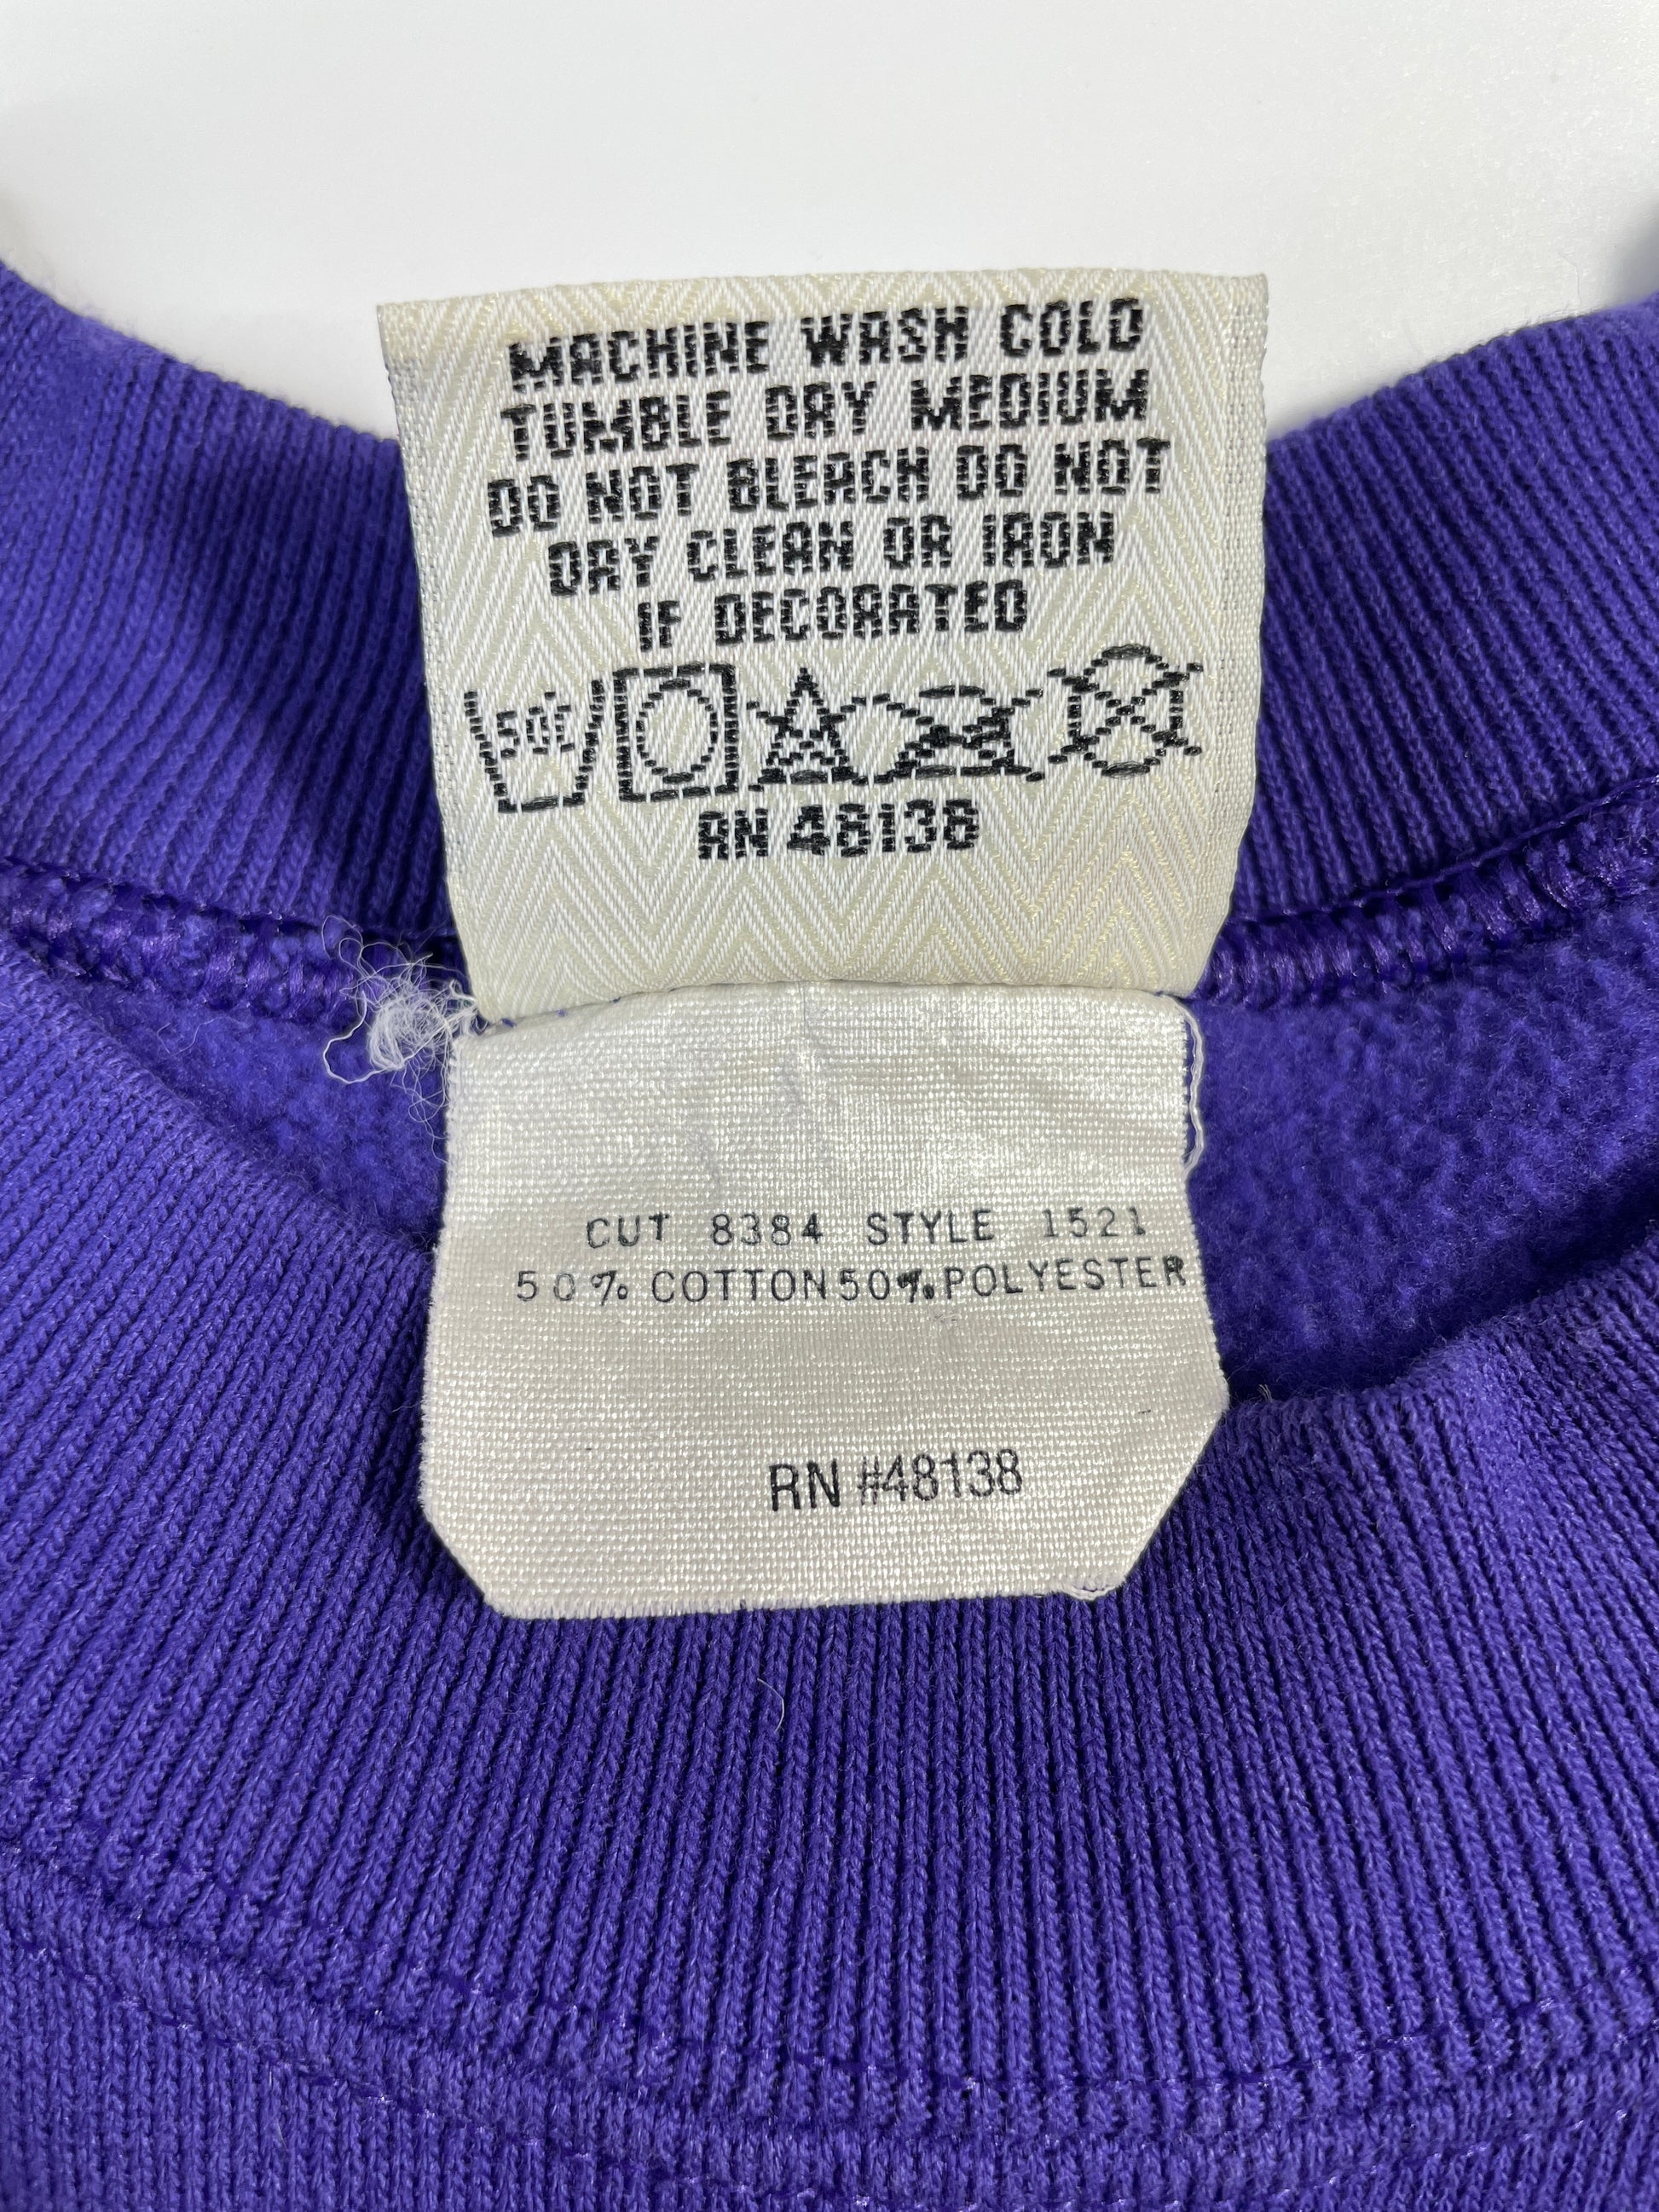 MACHINE WASH COLD
TUMBLE DRY MEDIUM
DO NOT BLEACH DO NOT
DRY CLEAN OR IRON
IF DECORATED
50C
RN 48138
CUT 8384 STYLE 1521
50% COTTON 50% POLYESTER
RN #48138